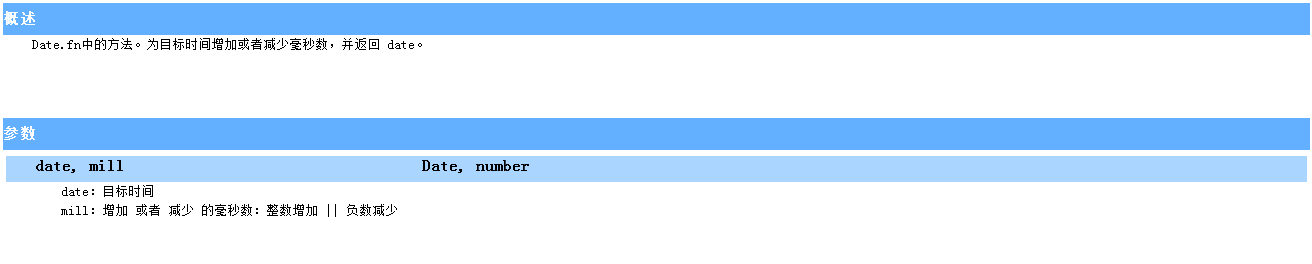 概述
Date.fn中的方法。为目标时间增加或者减少毫秒数，并返回 date。
参数
date, mill Date, number
date：目标时间
mill：增加 或者 减少 的毫秒数：整数增加 || 负数减少